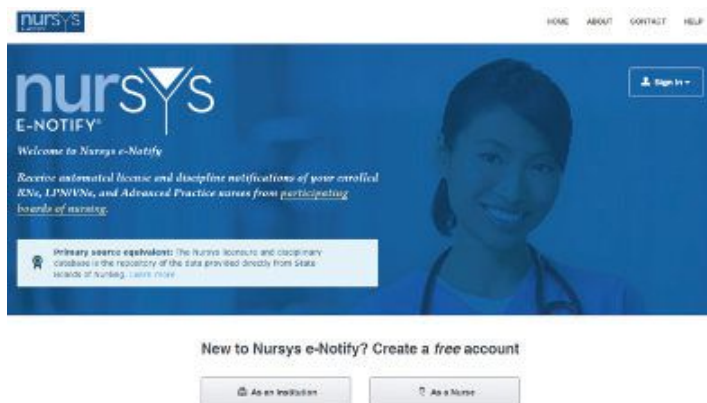 nursys
E-NOTIFY
HOME ABOUT CONTACT HELP
nursys
E-NOTIFY®
Sign In
Welcome to Nursys e-Notify
Receive automated license and discipline notifications of your enrolled
RNs, LPN/VNs, and Advanced Practice nurses from participating
boards of nursing.
Primary source equivalent: The Nursys licensure and disciplinary
database is the repository of the data provided directly from State
Boards of Nursing. Learn more
New to Nursys e-Notify? Create a free account
As an Institution
As a Nurse